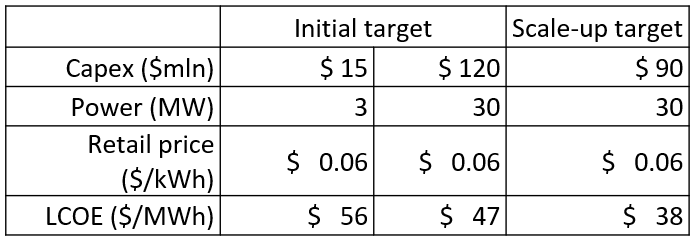 Initial target Scale-up target
Capex ($mln) $ 15 $ 120 $ 90
Power (MW) 3 30 30
Retail price
($/kWh) $ 0.06 $ 0.06 $ 0.06
LCOE ($/MWh) $ 56 $ 47 $ 38